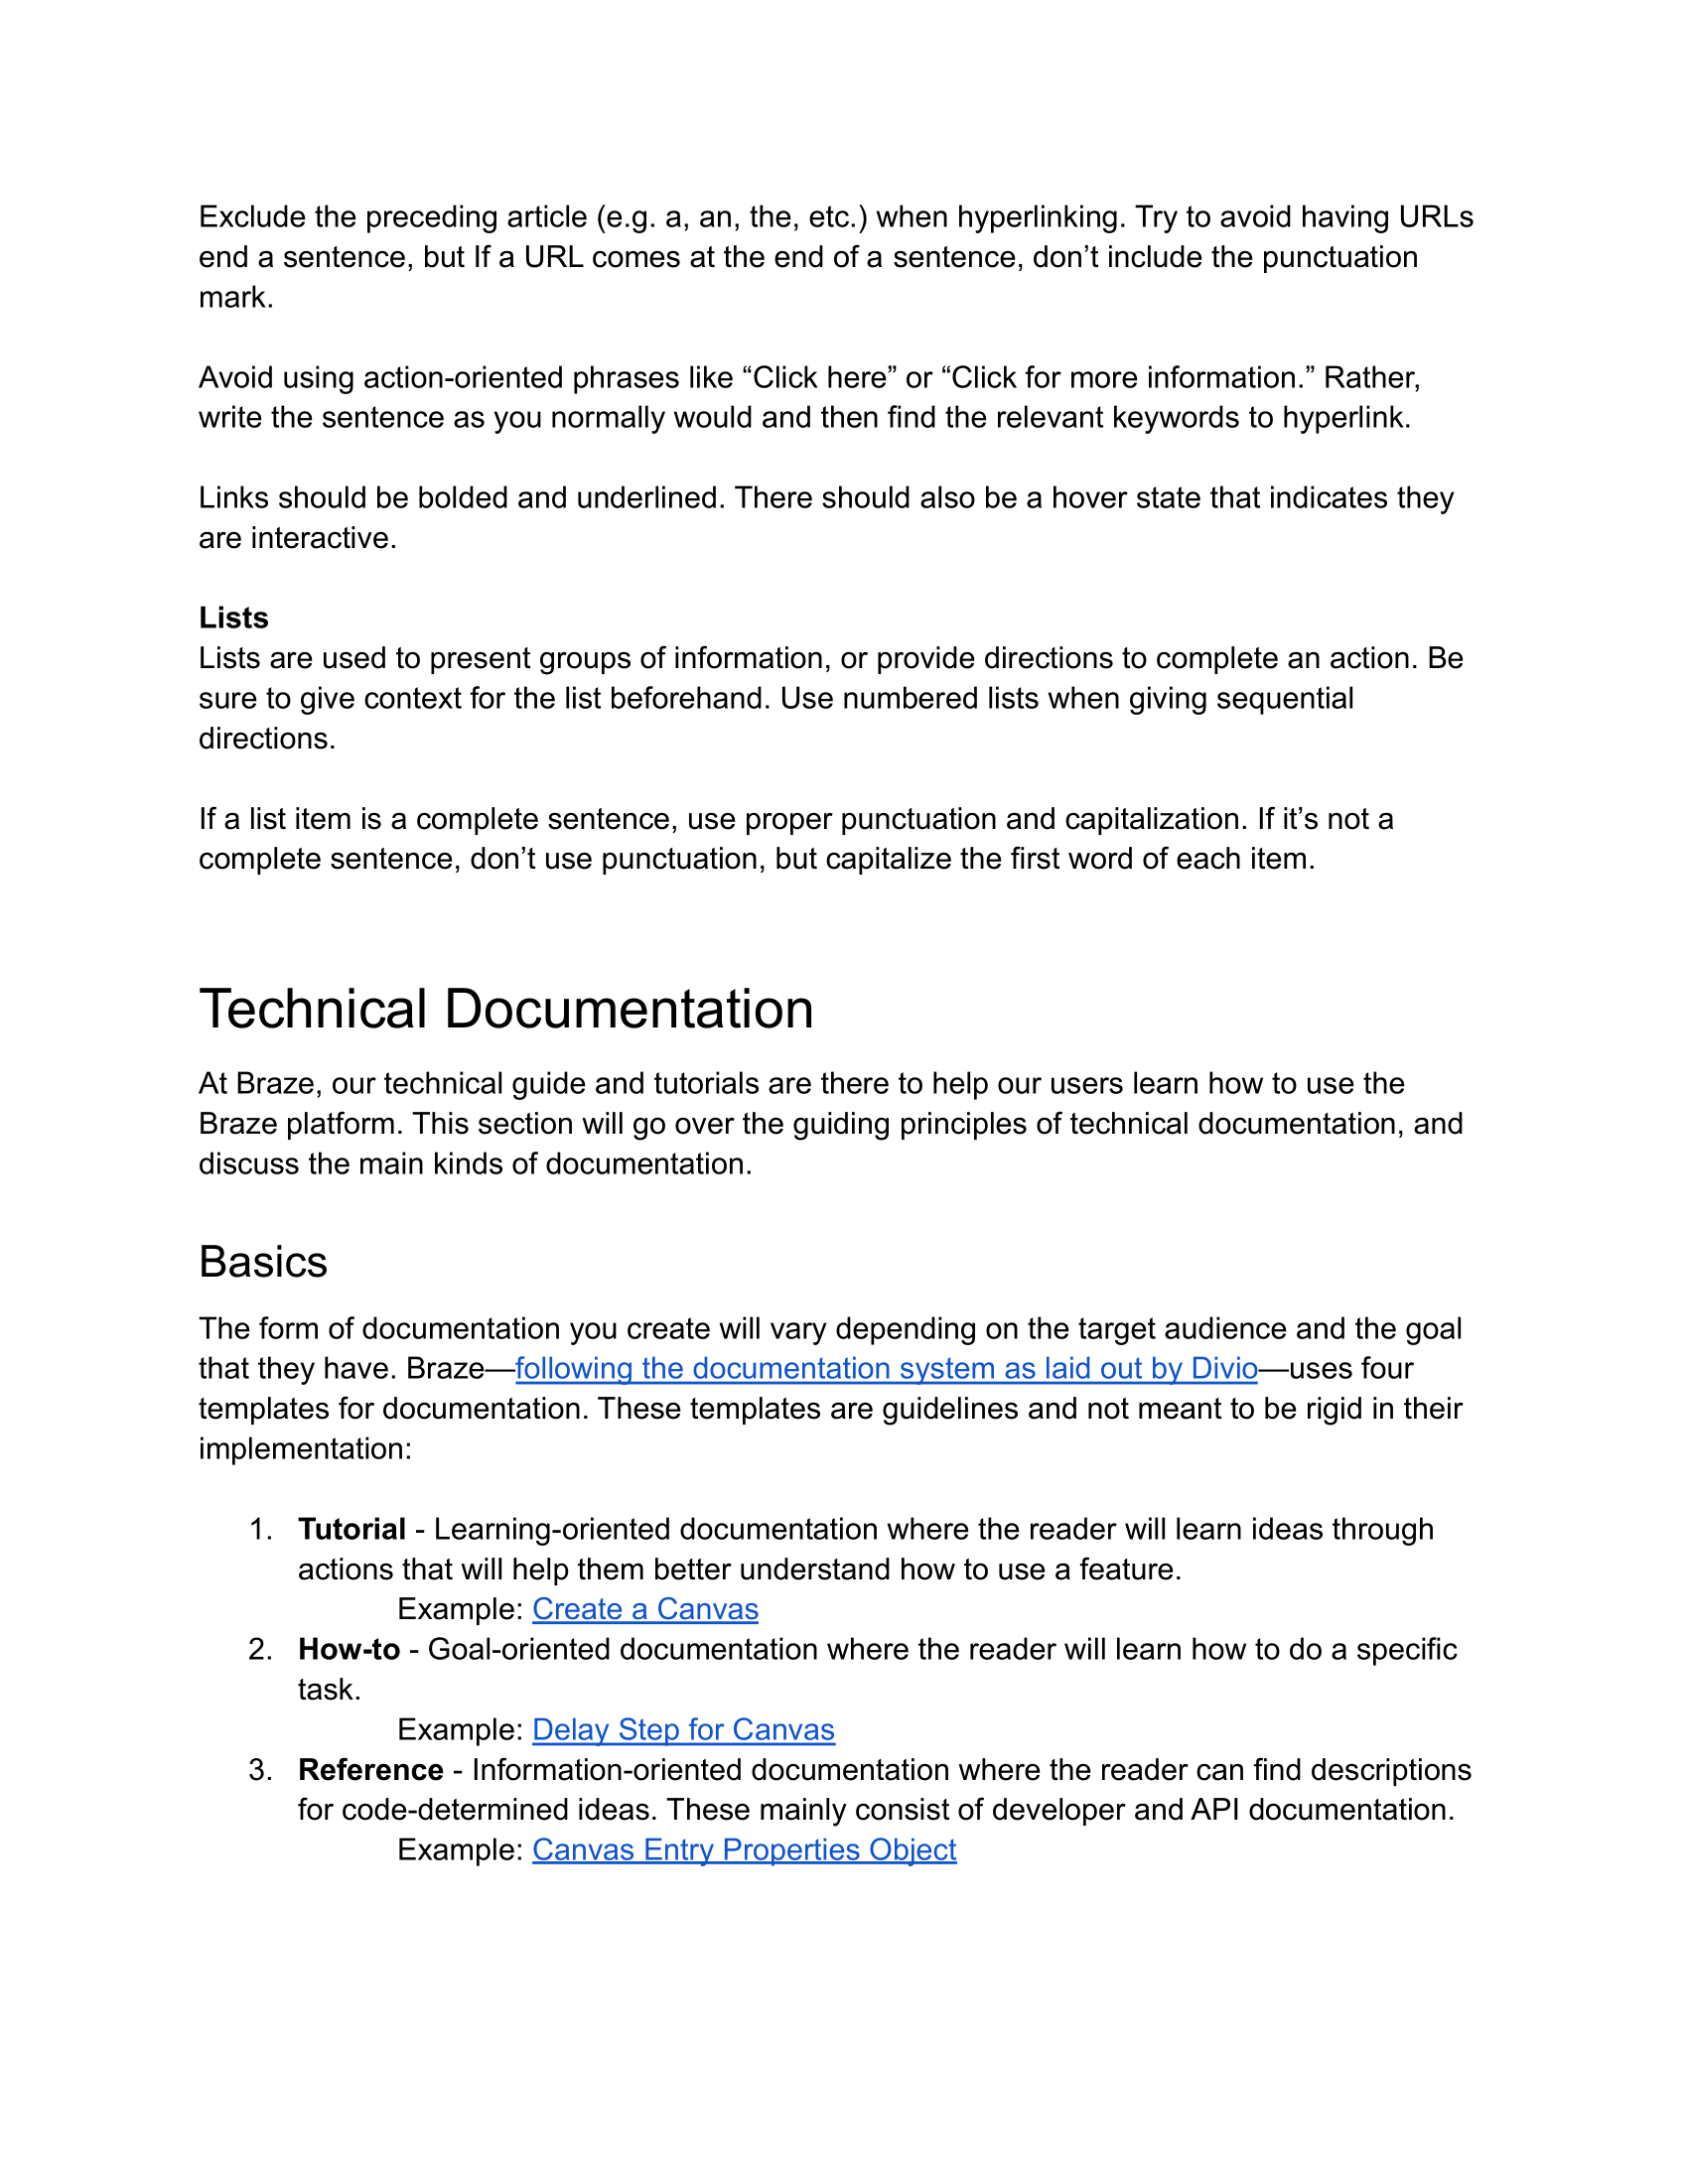 Exclude the preceding article (e.g. a, an, the, etc.) when hyperlinking. Try to avoid having URLs
end a sentence, but If a URL comes at the end of a sentence, don’t include the punctuation
mark.
Avoid using action-oriented phrases like “Click here” or “Click for more information.” Rather,
write the sentence as you normally would and then find the relevant keywords to hyperlink.
Links should be bolded and underlined. There should also be a hover state that indicates they
are interactive.
Lists
Lists are used to present groups of information, or provide directions to complete an action. Be
sure to give context for the list beforehand. Use numbered lists when giving sequential
directions.
If a list item is a complete sentence, use proper punctuation and capitalization. If it’s not a
complete sentence, don’t use punctuation, but capitalize the first word of each item.
Technical Documentation
At Braze, our technical guide and tutorials are there to help our users learn how to use the
Braze platform. This section will go over the guiding principles of technical documentation, and
discuss the main kinds of documentation.
Basics
The form of documentation you create will vary depending on the target audience and the goal
that they have. Braze—following the documentation system as laid out by Divio—uses four
templates for documentation. These templates are guidelines and not meant to be rigid in their
implementation:
1. Tutorial - Learning-oriented documentation where the reader will learn ideas through
actions that will help them better understand how to use a feature.
Example: Create a Canvas
2. How-to - Goal-oriented documentation where the reader will learn how to do a specific
task.
Example: Delay Step for Canvas
3. Reference - Information-oriented documentation where the reader can find descriptions
for code-determined ideas. These mainly consist of developer and API documentation.
Example: Canvas Entry Properties Object